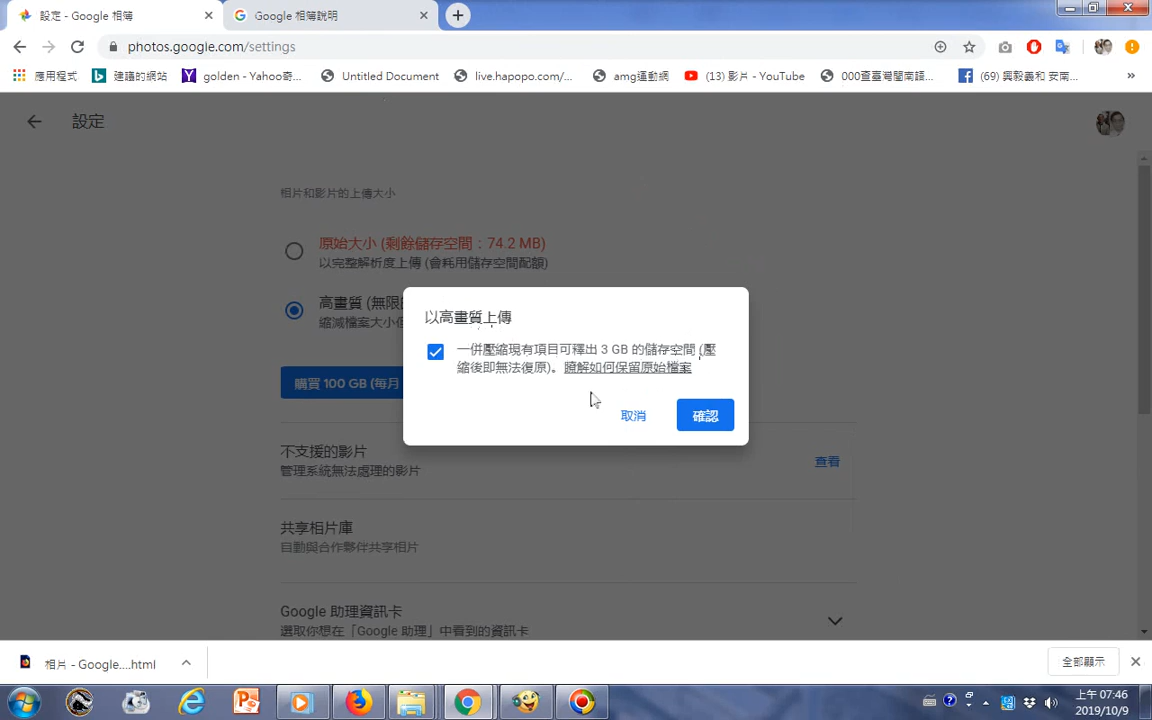 設定 - Google 相簿
Google 相簿說明
photos.google.com/settings
應用程式
建議的網站
golden - Yahoo奇...
Untitled Document
live.hapopo.com/...
amg運動網
(13) 影片 - YouTube
000查臺灣閩南語...
(69) 興毅義和 安南...
»
設定
相片和影片的上傳大小
原始大小 (剩餘儲存空間：74.2 MB)
以完整解析度上傳 (會耗用儲存空間配額)
高畫質 (無限
縮減檔案大小
以高畫質上傳
一併壓縮現有項目可釋出 3 GB 的儲存空間 (壓
縮後即無法復原)。瞭解如何保留原始檔案
取消
確認
購買 100 GB (每月
不支援的影片
管理系統無法處理的影片
查看
共享相片庫
自動與合作夥伴共享相片
Google 助理資訊卡
選取你想在「Google 助理」中看到的資訊卡
相片 - Google....html
全部顯示
上午 07:46
2019/10/9